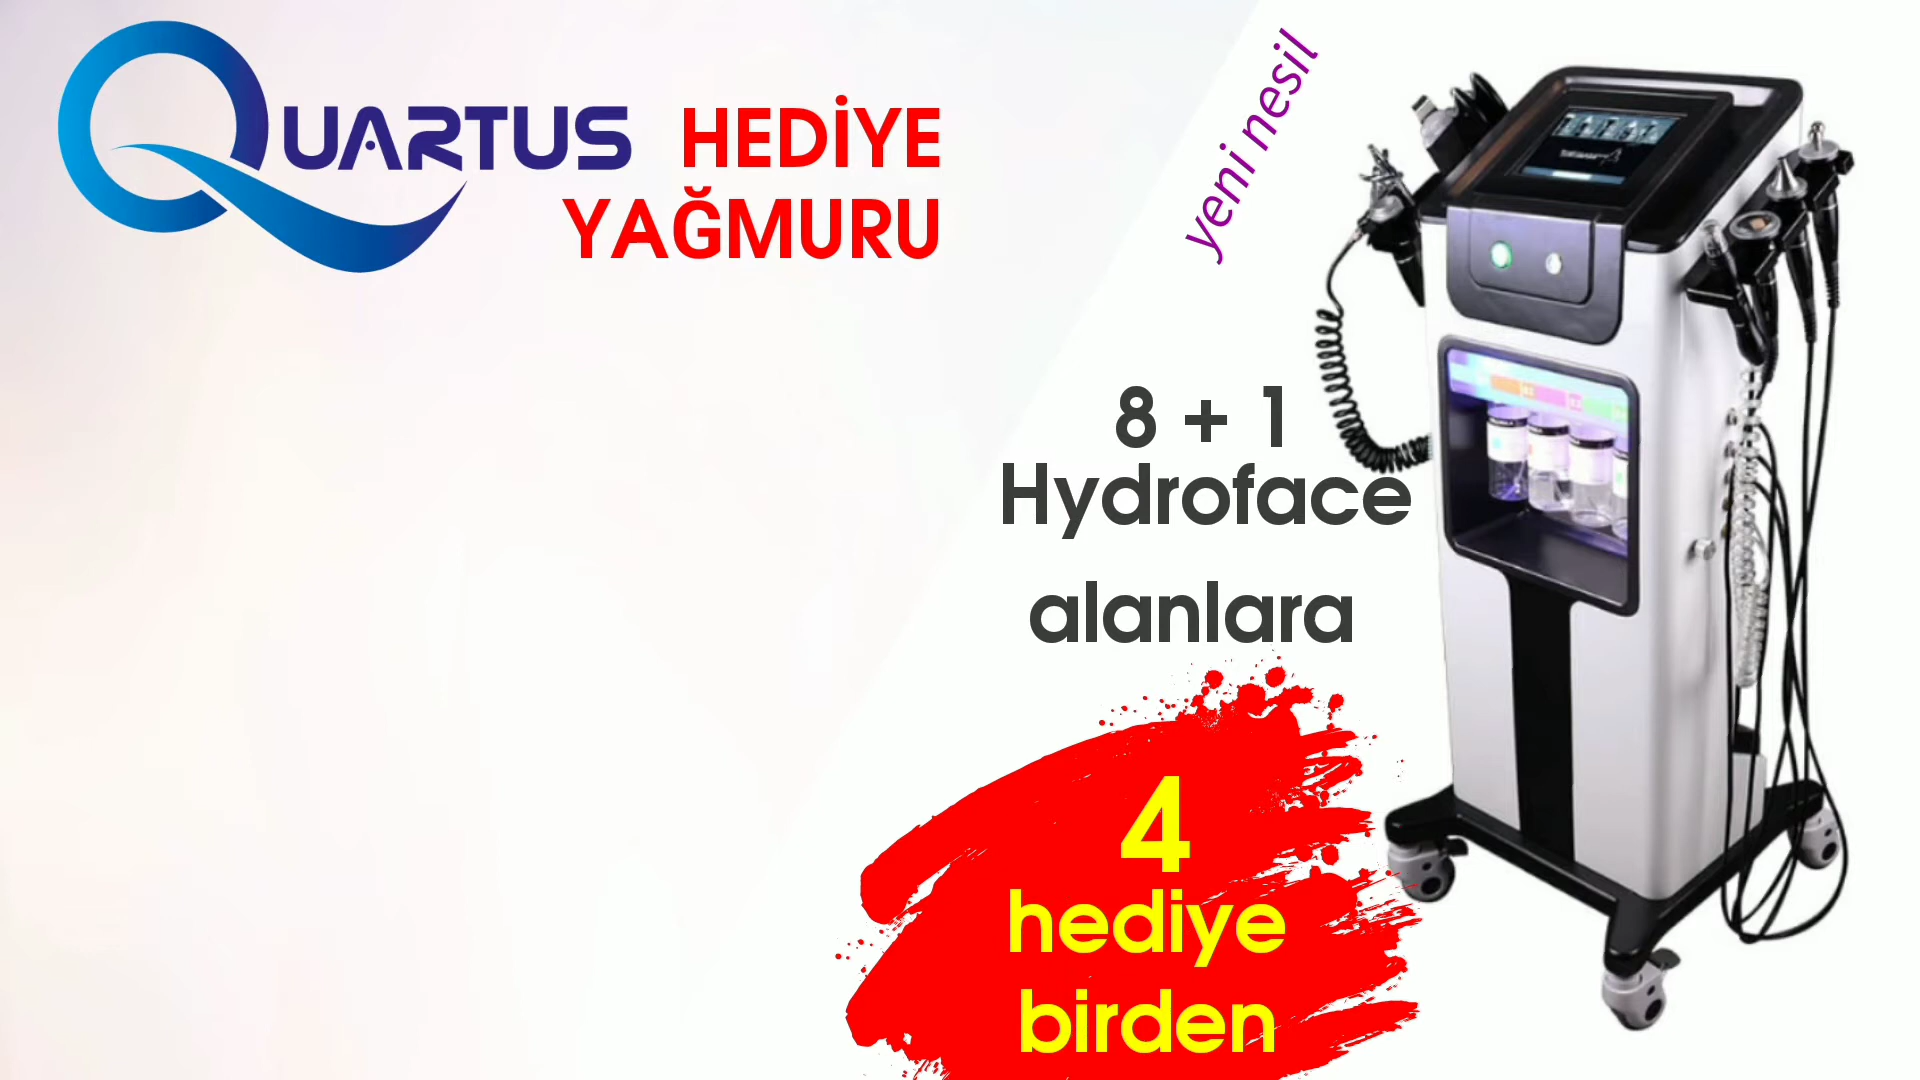 QUARTUS HEDİYE
YAĞMURU
yeni nesil
8 + 1
Hydroface
alanlara
4
hediye
birden